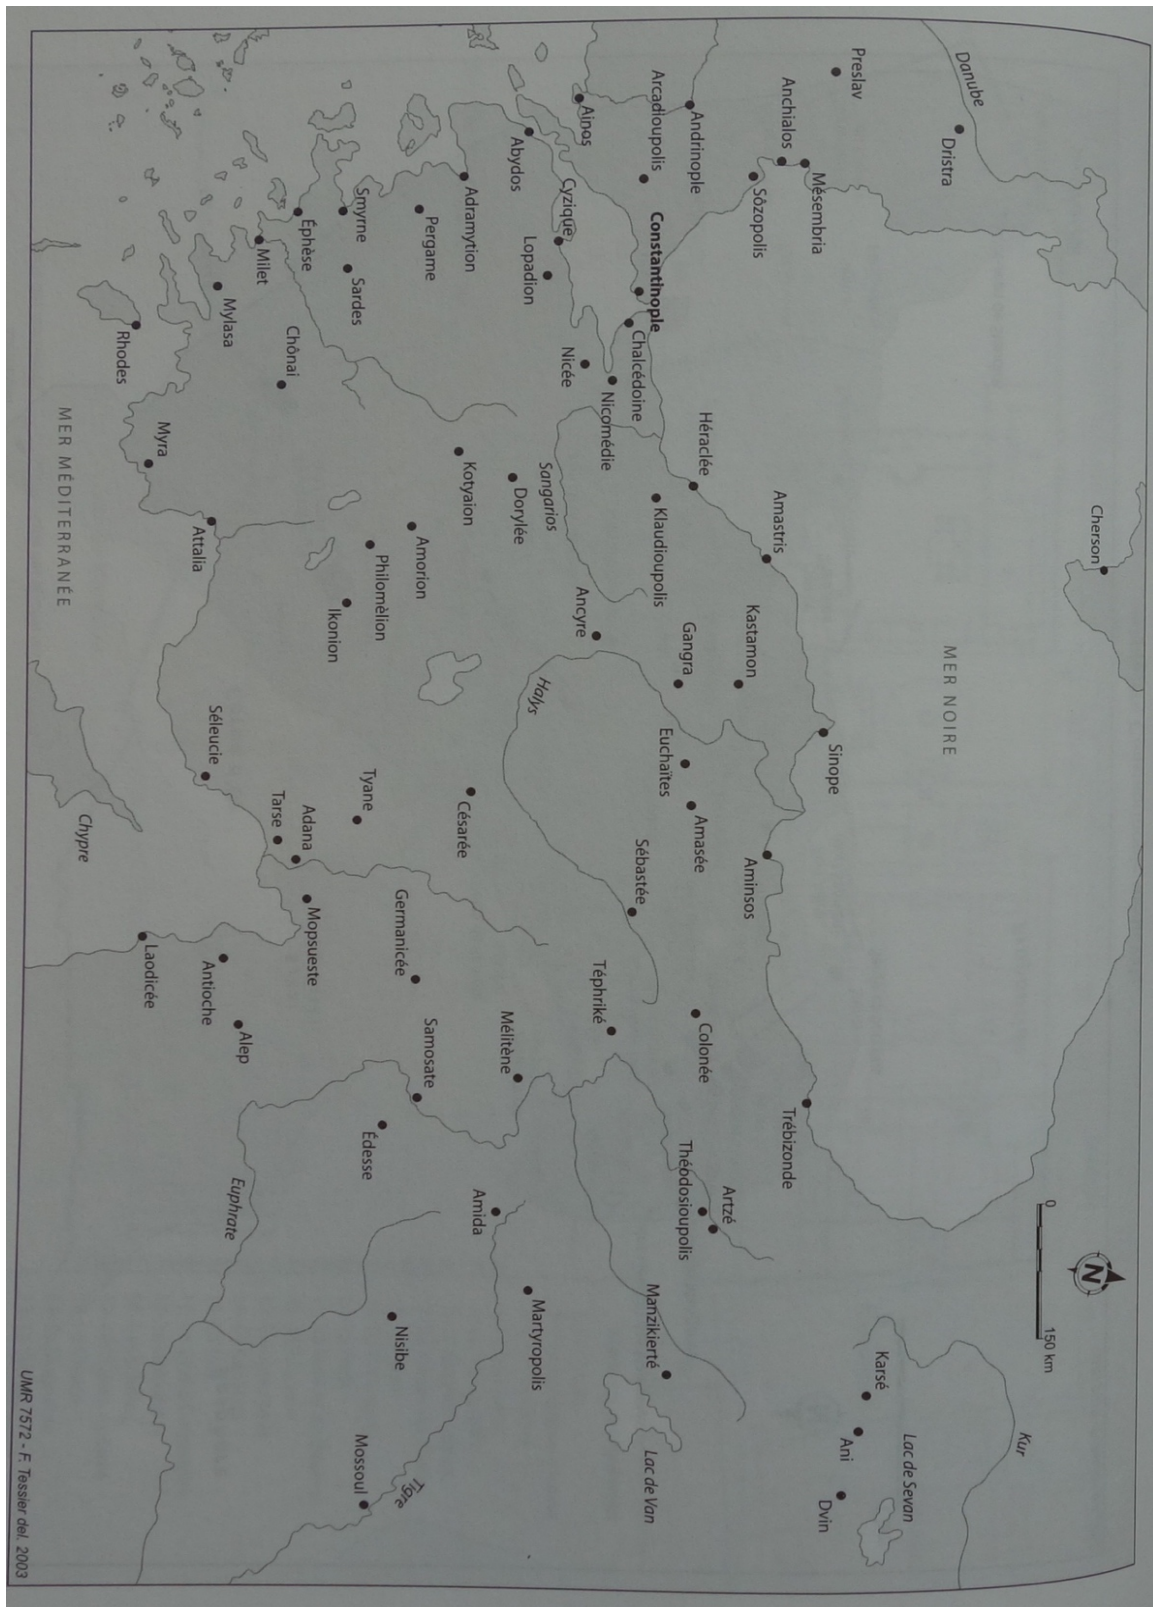 Danube
Dristra
Preslav
Mésembria
Anchialos
Sôzopolis
Andrinople
Arcadioupolis
Ainos
Constantinople
Chalcédoine
Cyzique
Abydos
Lopadion
Nicée
Nicomédie
Adramytion
Pergame
Smyrne
Sardes
Éphèse
Milet
Mylasa
Chônai
Rhodes
Myra
MER MÉDITERRANÉE
Attalia
Cherson
MER NOIRE
Héraclée
Amastris
Klaudioupolis
Sangarios
Dorylée
Kotyaion
Amorion
Philomèlion
Ikonion
Ancyre
Gangra
Kastamon
Sinope
Halys
Euchaïtes
Amasée
Aminsos
Sébastée
Césarée
Tyane
Séleucie
Tarse
Adana
Mopsueste
Chypre
Germanicée
Laodicée
Antioche
Alep
Samosate
Mélitène
Téphriké
Colonée
Trébizonde
Édesse
Euphrate
Amida
Théodosioupolis
Artzé
Martyropolis
Nisibe
Manzikierté
Mossoul
Tigre
Lac de Van
Karsé
Ani
Dvin
Lac de Sevan
Kur
N
0
150 km
UMR 7572 - F. Tessier del. 2003